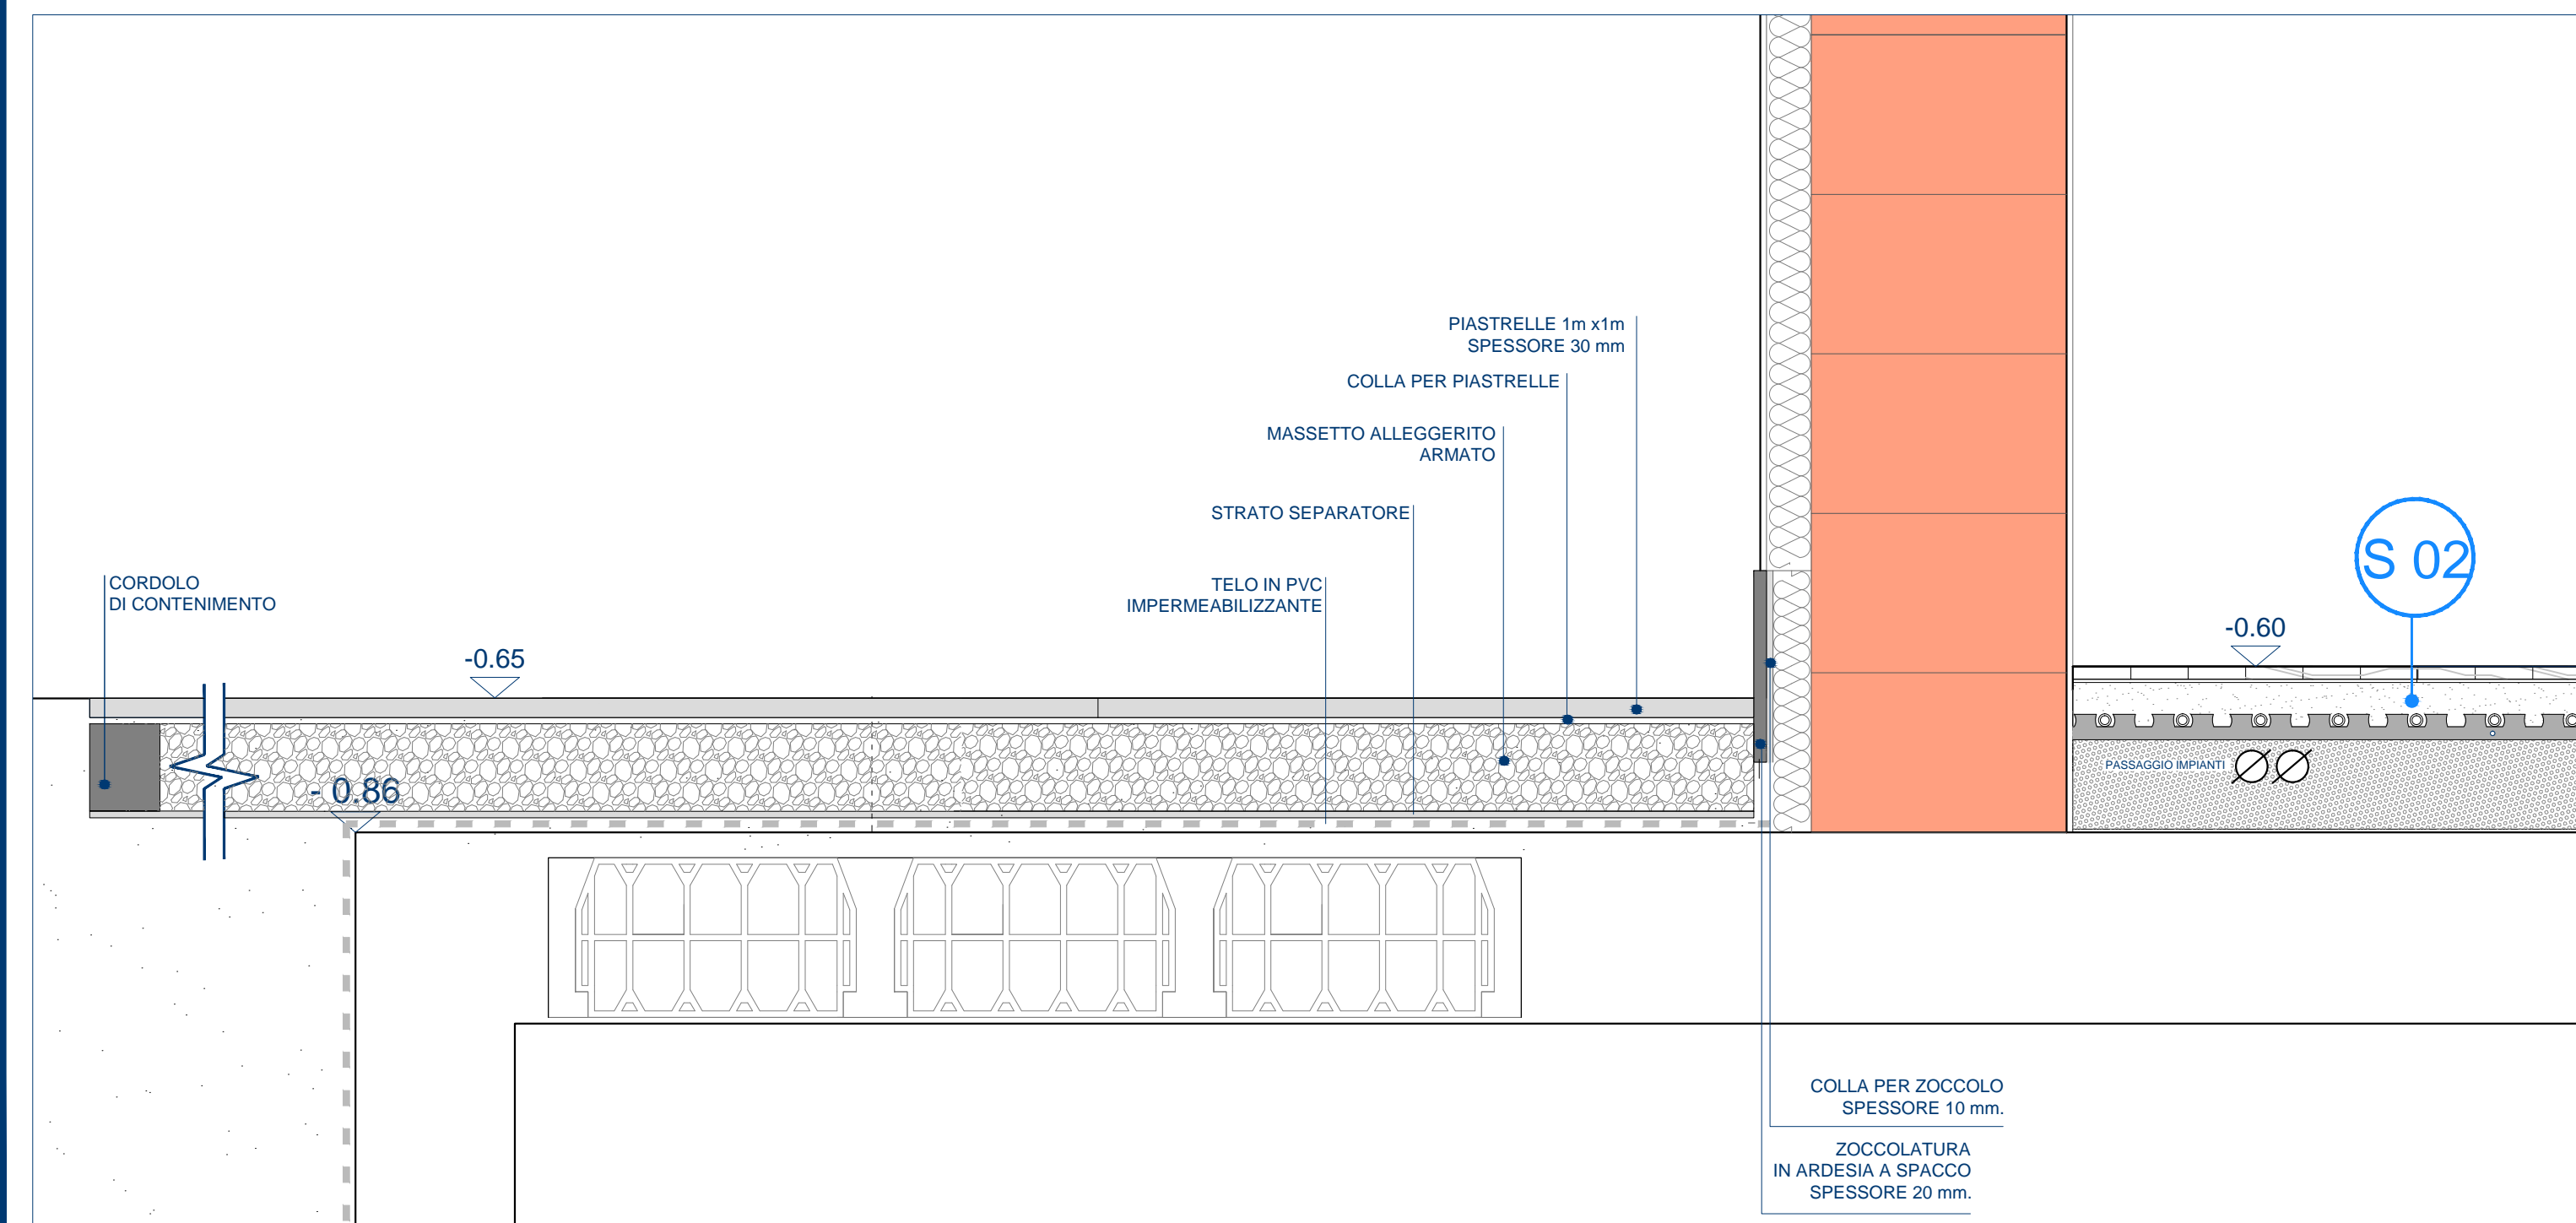 PIASTRELLE 1m x1m
SPESSORE 30 mm
COLLA PER PIASTRELLE
MASSETTO ALLEGGERITO
ARMATO
STRATO SEPARATORE
TELO IN PVC
IMPERMEABILIZZANTE
CORDOLO
DI CONTENIMENTO
S 02
-0.60
-0.65
PASSAGGIO IMPIANTI
- 0.86
COLLA PER ZOCCOLO
SPESSORE 10 mm.
ZOCCOLATURA
IN ARDESIA A SPACCO
SPESSORE 20 mm.